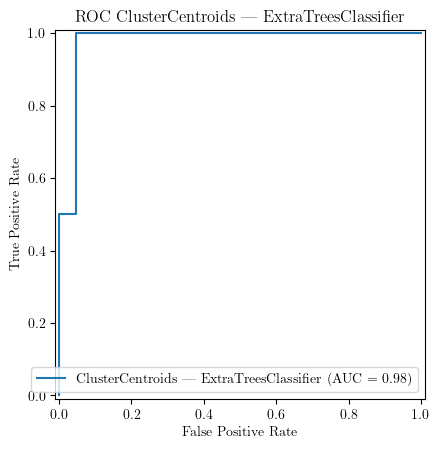 ROC ClusterCentroids — ExtraTreesClassifier
1.0
0.8
0.6
0.4
0.2
0.0
True Positive Rate
ClusterCentroids — ExtraTreesClassifier (AUC = 0.98)
0.0 0.2 0.4 0.6 0.8 1.0
False Positive Rate